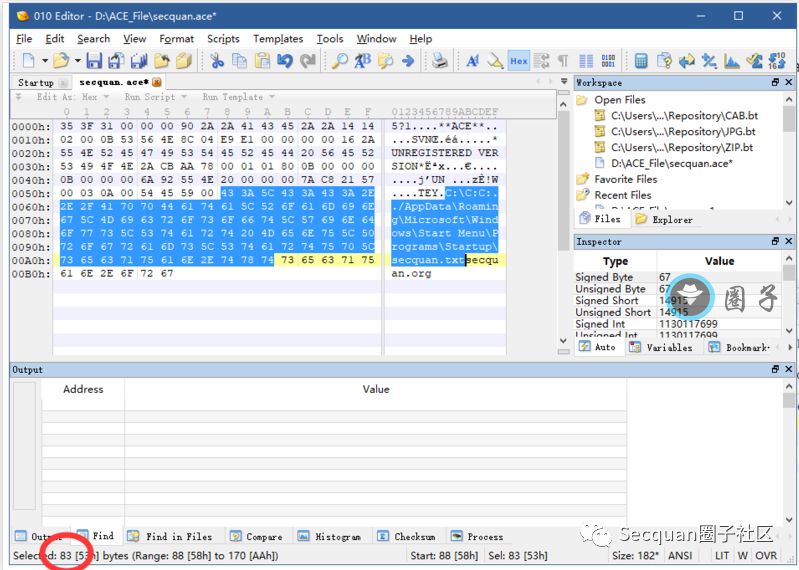 010 Editor - D:\ACE_File\secquan.ace*
File Edit Search View Format Scripts Templates Tools Window Help
Hex
Startup secquan.ace*
Edit As: Hex Run Script Run Template
0 1 2 3 4 5 6 7 8 9 A B C D E F 0123456789ABCDEF
0000h: 35 3F 31 00 00 00 90 2A 2A 41 43 45 2A 2A 14 14 5?1....**ACE**..
0010h: 02 00 0B 53 56 4E 8C 04 E9 E1 00 00 00 00 16 2A
0020h: 55 4E 52 45 47 49 53 54 45 52 45 44 20 56 45 52 UNREGISTERED VER
0030h: 53 49 4F 4E 2A CB BA 78 00 01 01 80 0B 00 00 00
0040h: 0B 00 00 00 6A 92 55 4E 20 00 00 00 7A C8 21 57
0050h: 00 03 0A 00 54 45 59 00 43 3A 5C 43 3A 43 3A 2E ....TEY.C:\C:C:.
0060h: 2E 2F 41 70 70 44 61 74 61 5C 52 6F 61 6D 69 6E ./AppData\Roamin
0070h: 67 5C 4D 69 63 72 6F 73 6F 66 74 5C 57 69 6E 64 g\Microsoft\Wind
0080h: 6F 77 73 5C 53 74 61 72 74 20 4D 65 6E 75 5C 50 ows\Start Menu\P
0090h: 72 6F 67 72 61 6D 73 5C 53 74 61 72 74 75 70 5C rograms\Startup\
00A0h: 73 65 63 71 75 61 6E 2E 74 78 74 73 65 63 71 75 secquan.txtsecqu
00B0h: 61 6E 2E 6F 72 67 an.org
Workspace
Open Files
C:\Users\...\Repository\CAB.bt
C:\Users\...\Repository\JPG.bt
C:\Users\...\Repository\ZIP.bt
D:\ACE_File\secquan.ace*
Favorite Files
Recent Files
Files Explorer
Inspector
Type Value
Signed Byte 67
Unsigned Byte 67
Signed Short 14915
Unsigned Short 14915
Signed Int 1130117699
Unsigned Int 1130117699
圈子
Auto Variables Bookmark
Output
Address Value
Output Find Find in Files Compare Histogram Checksum Process
Secquan圈子社区
Selected: 83 [53h] bytes (Range: 88 [58h] to 170 [AAh]) Start: 88 [58h] Sel: 83 [53h] Size: 182* ANSI LIT W OVR